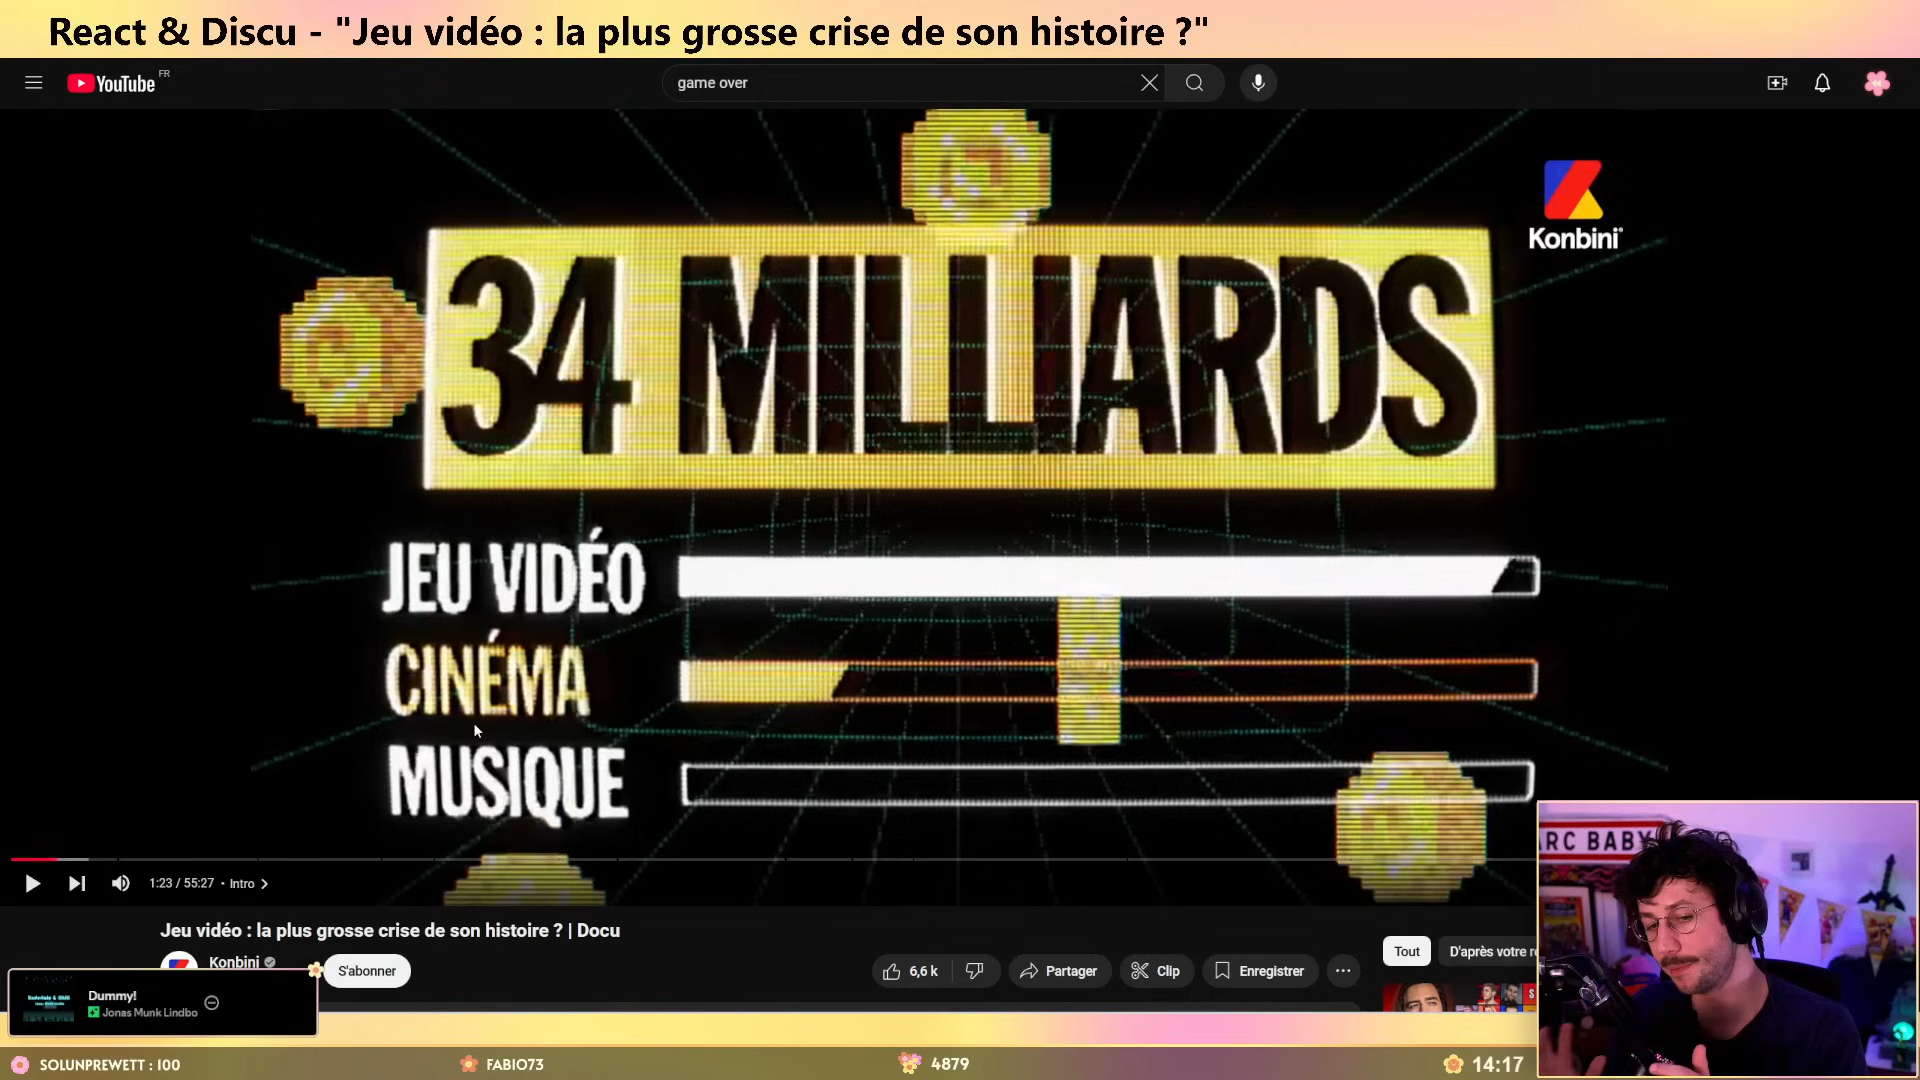 React & Discu - "Jeu vidéo : la plus grosse crise de son histoire ?"
YouTube FR
game over
Konbini
34 MILLIARDS
JEU VIDÉO
CINÉMA
MUSIQUE
1:23 / 55:27 • Intro
Jeu vidéo : la plus grosse crise de son histoire ? | Docu
Konbini
S'abonner
6,6 k
Partager
Clip
Enregistrer
Tout
D'après votre
ARC BABY
Dummy!
Jonas Munk Lindbo
SOLUNPREWETT : 100
FABIO73
4879
14:17